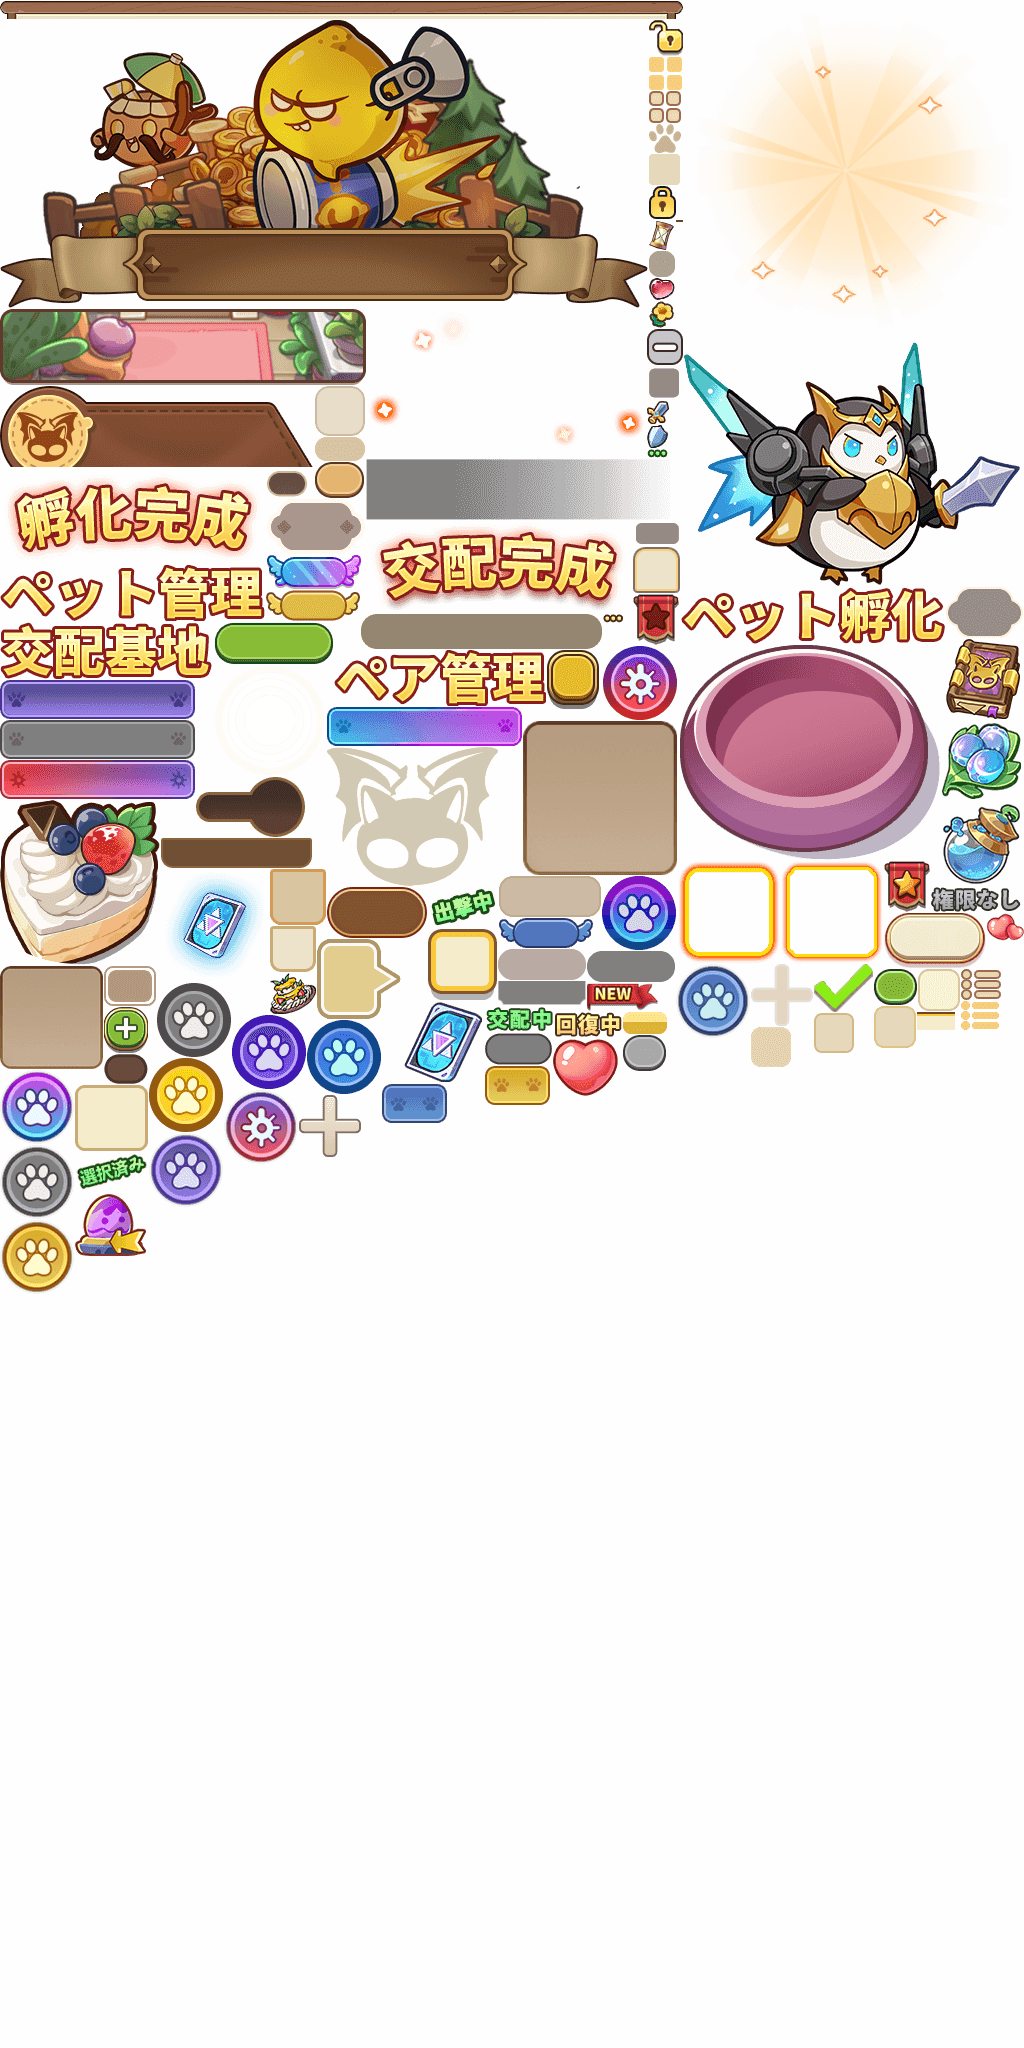 孵化完成
交配完成
ペット管理
ペット孵化
交配基地
ペア管理
出撃中
権限なし
NEW
交配中
回復中
選択済み